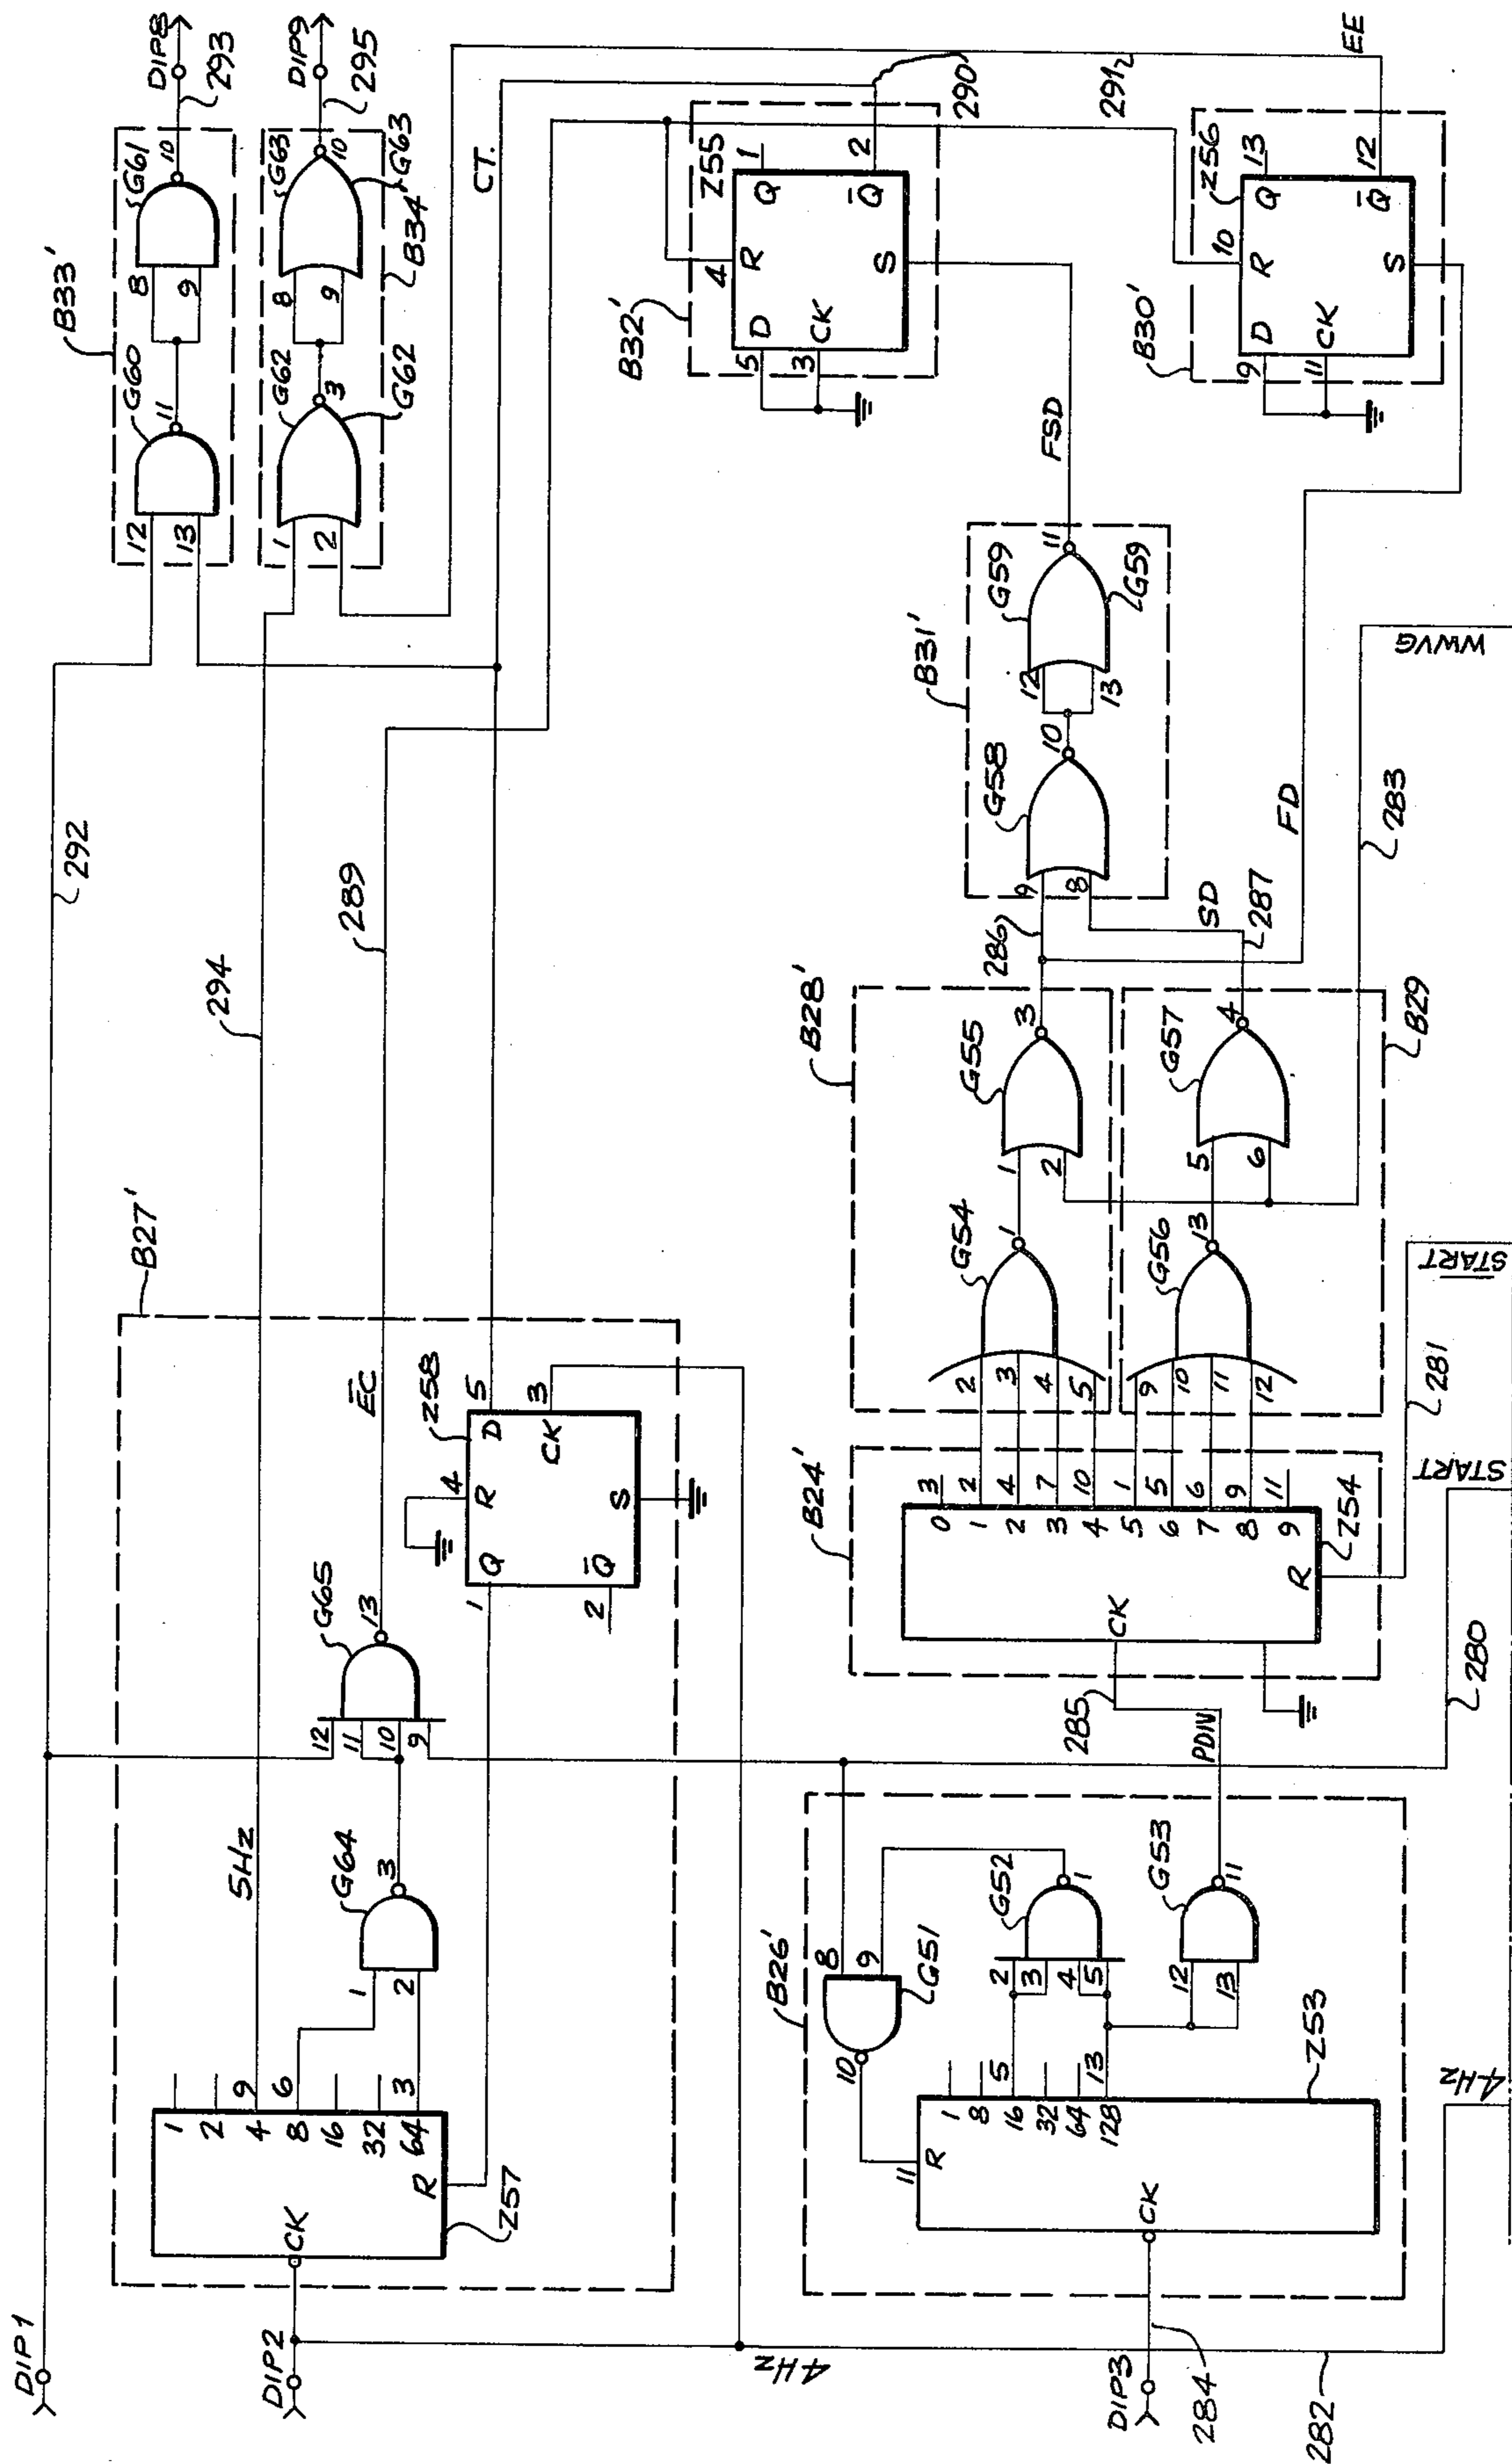 DIP1
292
B33'
G60
12
13
11
8
9
G61
10
DIP8
293
294
1
2
G62
3
G62
8
9
G63
10
G63
B34'
DIP9
295
B27'
DIP2
CK
R
Z57
1
2
4 9
8 6
16
32
64 3
5Hz
1
2
G64
3
12
11
10
9
G65
13
E̅C̅
289
CT.
1 Q
2 Q̅
R 4
S
D 5
CK 3
Z58
4Hz
B32'
5 D
3 CK
4
R
S
Z55
Q 1
Q̅ 2
290
291
B26'
DIP3
284
CK
11
R
Z53
1
8
16 5
32
64
128 13
10
G51
8
9
2
3
4
5
G52
1
12
13
G53
11
PDIV
285
B24'
CK
R
Z54
0 3
1 2
2 4
3 7
4 10
5 1
6 5
7 6
8 9
9 11
B28'
2
3
4
5
G54
1
1
2
G55
3
9
10
11
12
G56
13
5
6
G57
4
B29
286
SD
287
B31'
9
8
G58
10
12
13
G59
11
G59
FSD
FD
B30'
9 D
11 CK
10
R
S
Z56
Q 13
Q̅ 12
EE
282
4Hz
280
START
281
S̅T̅A̅R̅T̅
283
WWVG